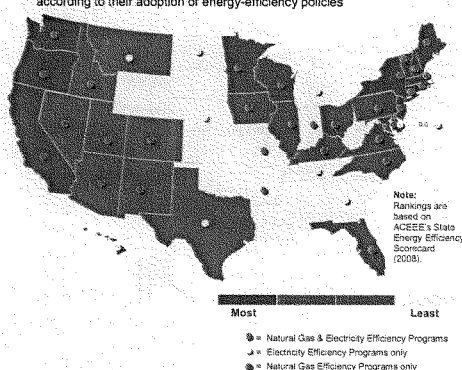 according to their adoption of energy-efficiency policies
Note:
Rankings are
based on
ACEEE's State
Energy Efficiency
Scorecard
(2008).
Most
Least
= Natural Gas & Electricity Efficiency Programs
= Electricity Efficiency Programs only
= Natural Gas Efficiency Programs only